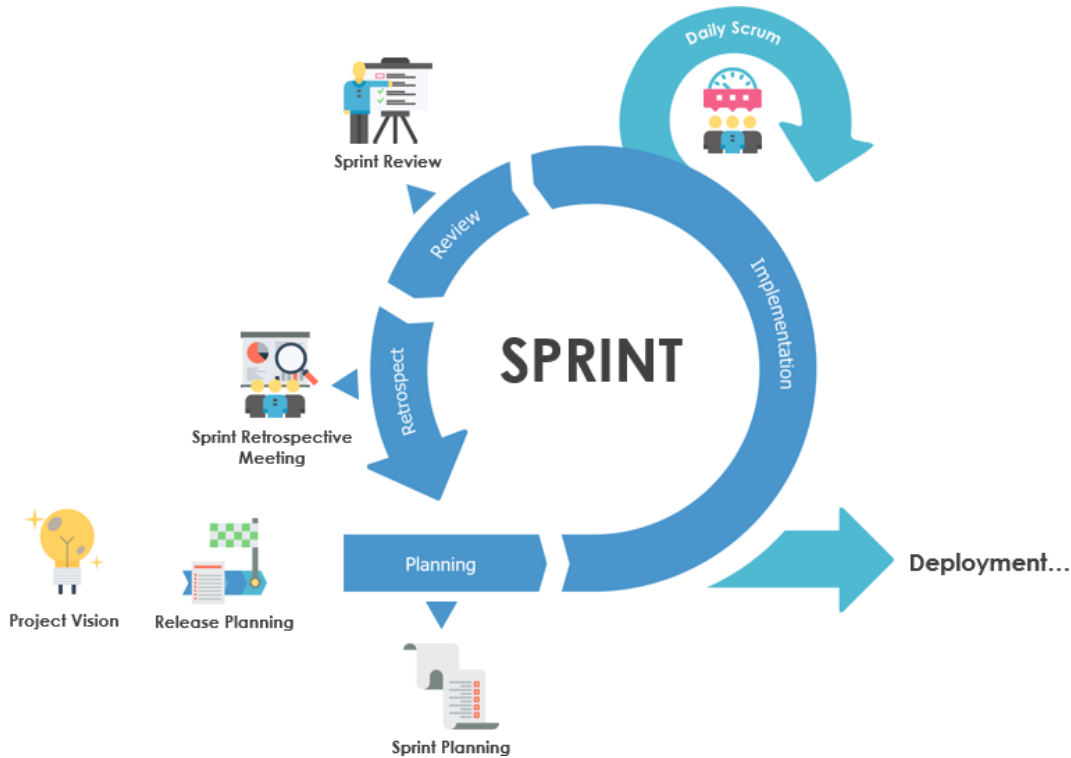 Daily Scrum
Sprint Review
Review
Implementation
SPRINT
Retrospect
Sprint Retrospective
Meeting
Planning
Deployment...
Project Vision
Release Planning
Sprint Planning